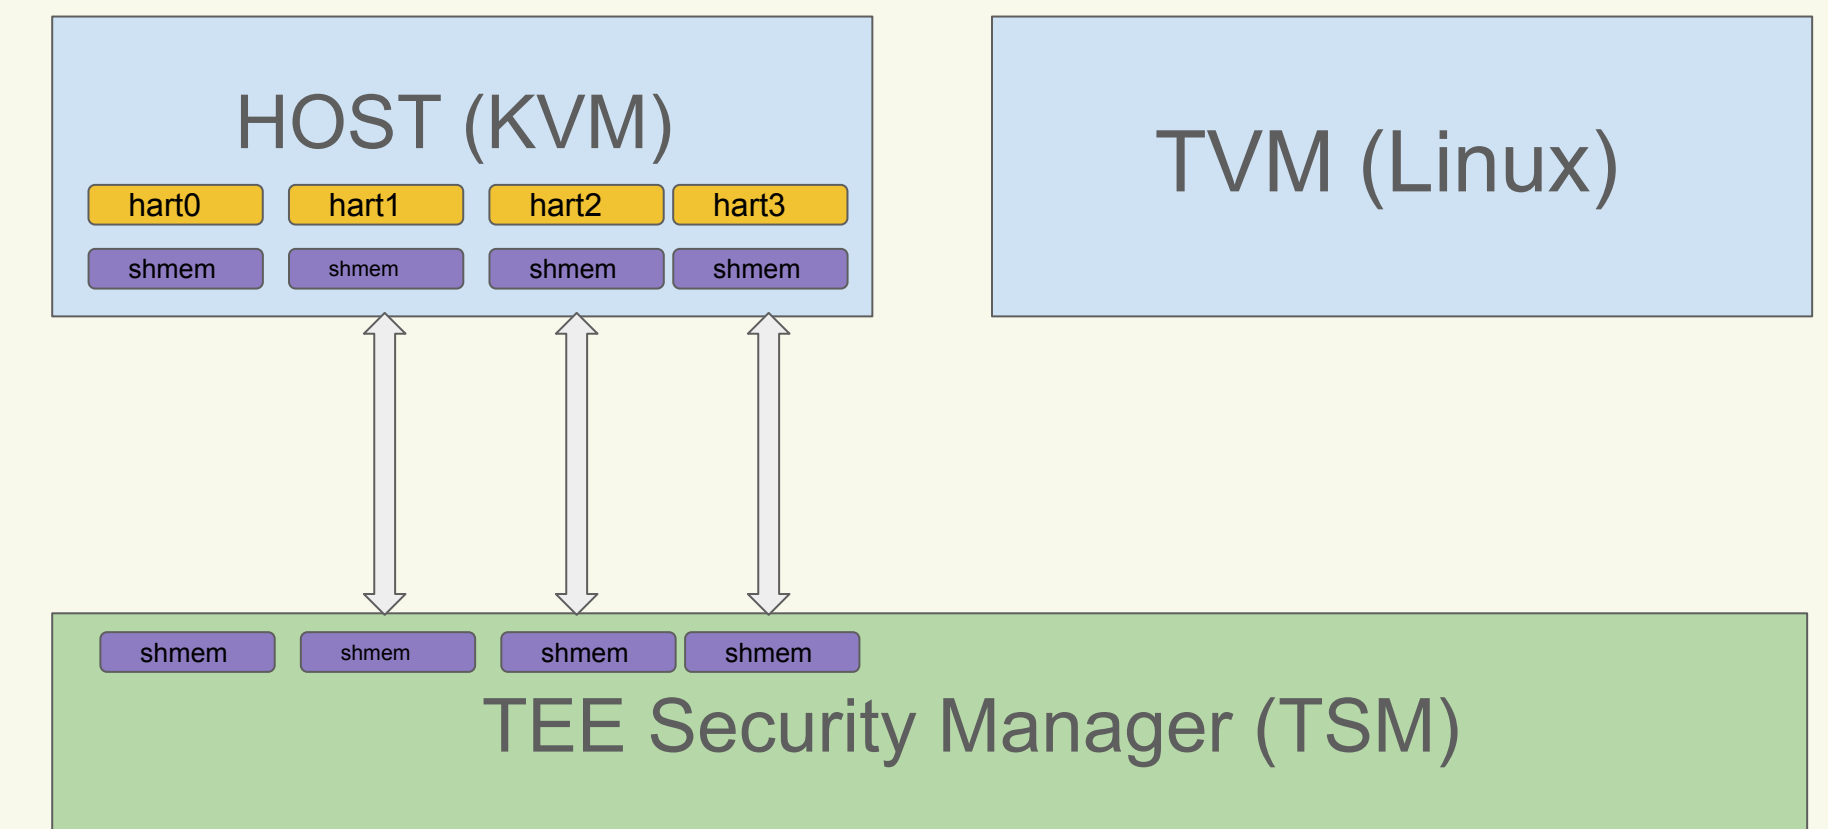 HOST (KVM)
hart0 hart1 hart2 hart3
shmem shmem shmem shmem
TVM (Linux)
shmem shmem shmem shmem
TEE Security Manager (TSM)